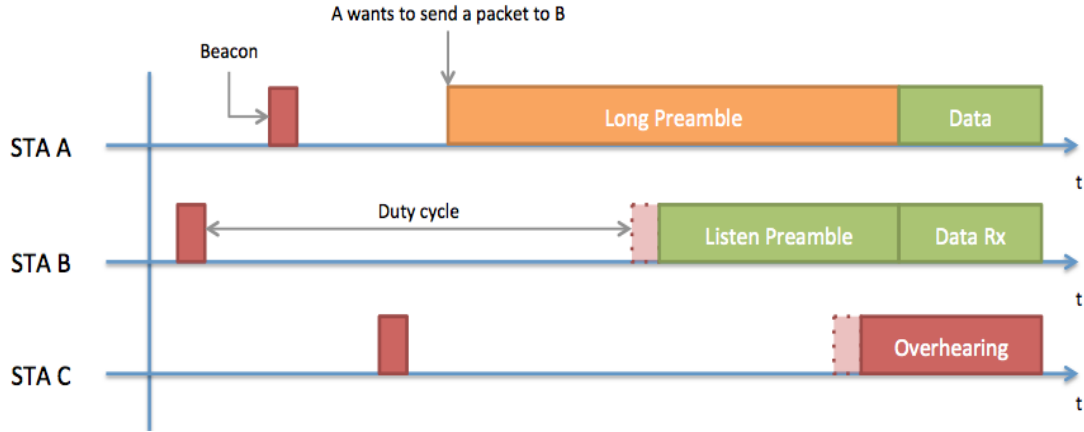 A wants to send a packet to B
Beacon
Long Preamble
Data
STA A
t
Duty cycle
Listen Preamble
Data Rx
STA B
t
Overhearing
STA C
t